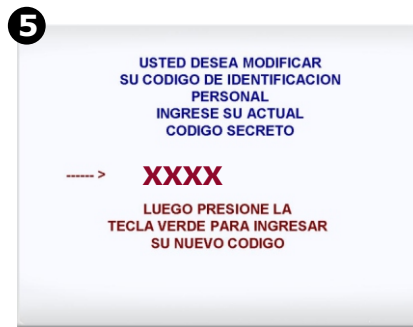 5
USTED DESEA MODIFICAR
SU CODIGO DE IDENTIFICACION
PERSONAL
INGRESE SU ACTUAL
CODIGO SECRETO
------ > XXXX
LUEGO PRESIONE LA
TECLA VERDE PARA INGRESAR
SU NUEVO CODIGO